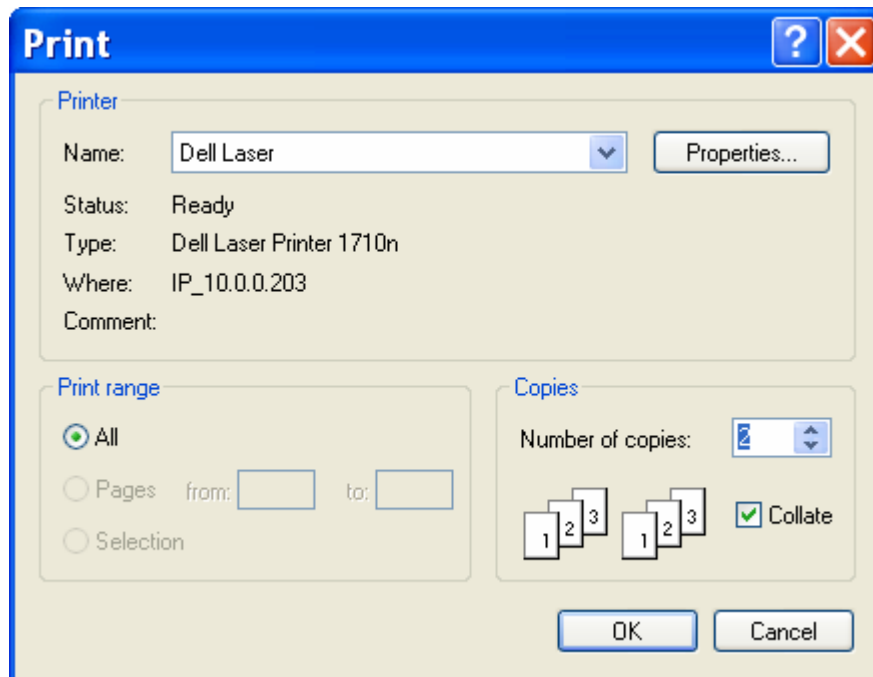 Print
Printer
Name: Dell Laser Properties...
Status: Ready
Type: Dell Laser Printer 1710n
Where: IP_10.0.0.203
Comment:
Print range
All
Pages from: to:
Selection
Copies
Number of copies: 2
1 2 3 1 2 3 Collate
OK Cancel